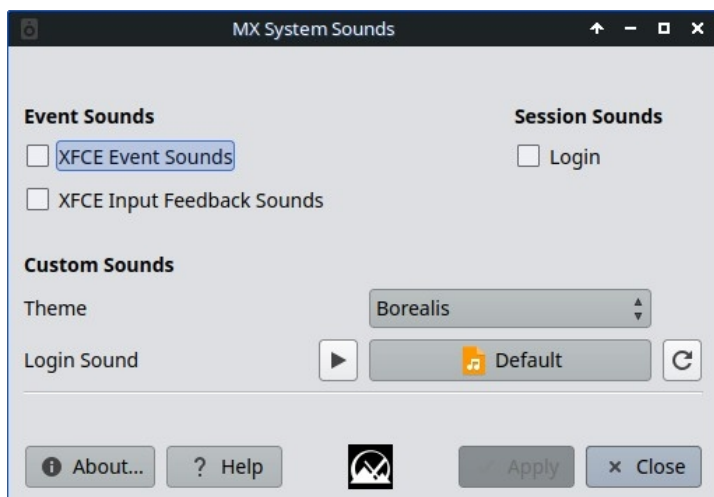 MX System Sounds
Event Sounds
Session Sounds
XFCE Event Sounds
Login
XFCE Input Feedback Sounds
Custom Sounds
Theme
Borealis
Login Sound
Default
About...
? Help
Apply
Close